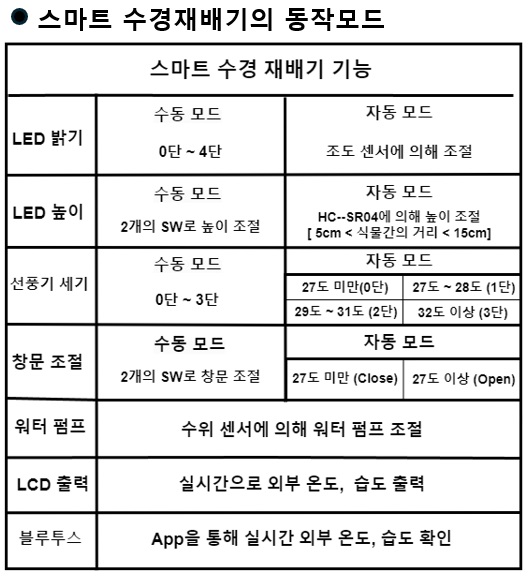 ● 스마트 수경재배기의 동작모드
스마트 수경 재배기 기능
LED 밝기
수동 모드
0단 ~ 4단
자동 모드
조도 센서에 의해 조절
LED 높이
수동 모드
2개의 SW로 높이 조절
자동 모드
HC--SR04에 의해 높이 조절
[ 5cm < 식물간의 거리 < 15cm]
선풍기 세기
수동 모드
0단 ~ 3단
자동 모드
27도 미만(0단)
27도 ~ 28도 (1단)
29도 ~ 31도 (2단)
32도 이상 (3단)
창문 조절
수동 모드
2개의 SW로 창문 조절
자동 모드
27도 미만 (Close)
27도 이상 (Open)
워터 펌프
수위 센서에 의해 워터 펌프 조절
LCD 출력
실시간으로 외부 온도, 습도 출력
블루투스
App을 통해 실시간 외부 온도, 습도 확인